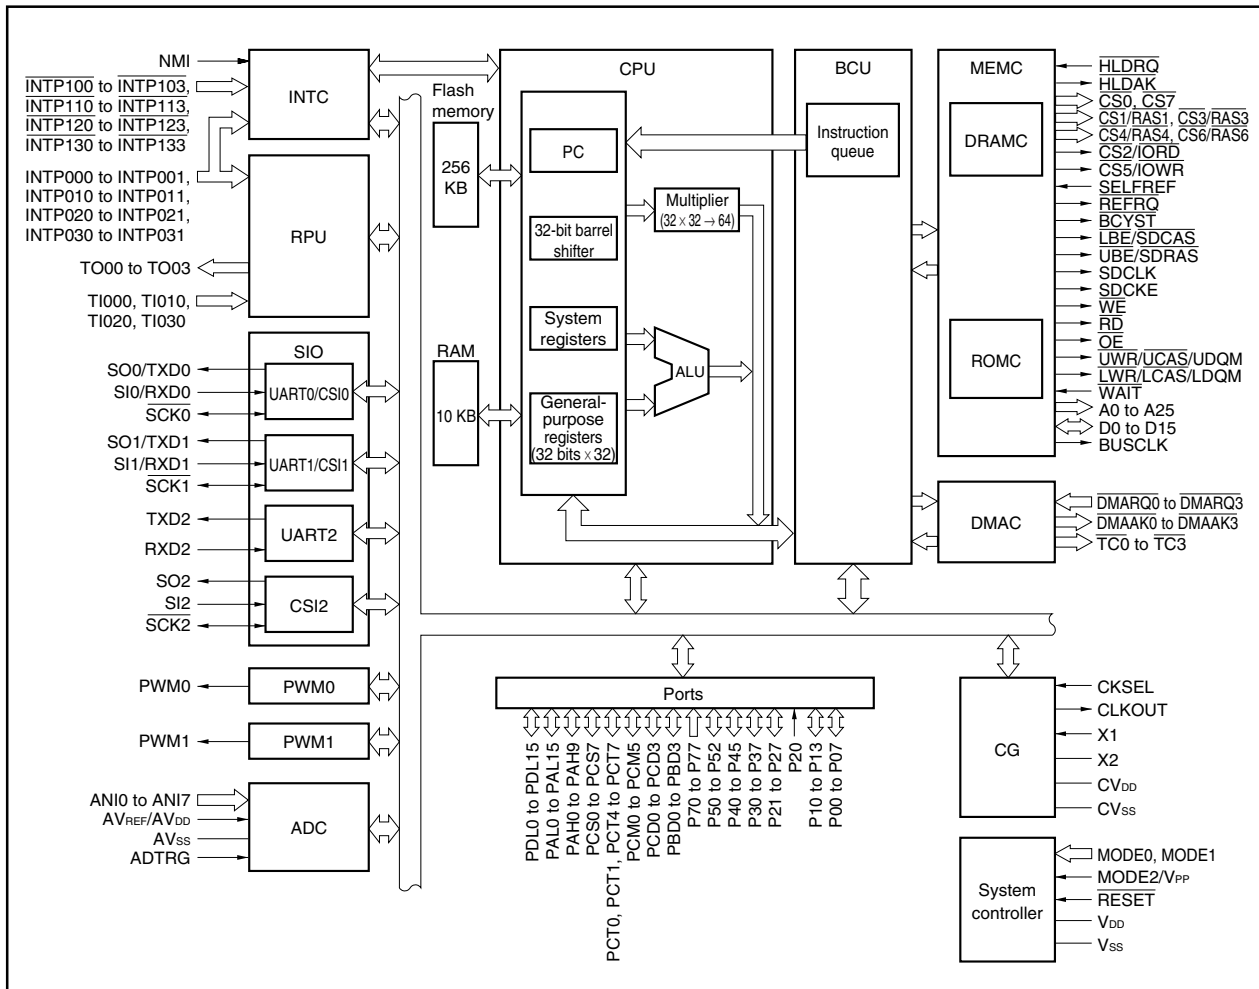 NMI
INTP100 to INTP103,
INTP110 to INTP113,
INTP120 to INTP123,
INTP130 to INTP133
INTP000 to INTP001,
INTP010 to INTP011,
INTP020 to INTP021,
INTP030 to INTP031
TO00 to TO03
TI000, TI010,
TI020, TI030
INTC
RPU
SIO
SO0/TXD0
SI0/RXD0
SCK0
UART0/CSI0
SO1/TXD1
SI1/RXD1
SCK1
UART1/CSI1
TXD2
RXD2
UART2
SO2
SI2
SCK2
CSI2
PWM0
PWM0
PWM1
PWM1
ANI0 to ANI7
AVREF/AVDD
AVSS
ADTRG
ADC
Flash
memory
256
KB
RAM
10 KB
CPU
PC
32-bit barrel
shifter
System
registers
General-
purpose
registers
(32 bits × 32)
Multiplier
(32 × 32 → 64)
ALU
BCU
Instruction
queue
MEMC
DRAMC
ROMC
HLDRQ
HLDAK
CS0, CS7
CS1/RAS1, CS3/RAS3
CS4/RAS4, CS6/RAS6
CS2/IORD
CS5/IOWR
SELFREF
REFRQ
BCYST
LBE/SDCAS
UBE/SDRAS
SDCLK
SDCKE
WE
RD
OE
UWR/UCAS/UDQM
LWR/LCAS/LDQM
WAIT
A0 to A25
D0 to D15
BUSCLK
DMAC
DMARQ0 to DMARQ3
DMAAK0 to DMAAK3
TC0 to TC3
Ports
PDL0 to PDL15
PAL0 to PAL15
PAH0 to PAH9
PCS0 to PCS7
PCT0, PCT1, PCT4 to PCT7
PCM0 to PCM5
PCD0 to PCD3
PBD0 to PBD3
P70 to P77
P50 to P52
P40 to P45
P30 to P37
P21 to P27
P20
P10 to P13
P00 to P07
CG
CKSEL
CLKOUT
X1
X2
CVDD
CVSS
System
controller
MODE0, MODE1
MODE2/VPP
RESET
VDD
VSS